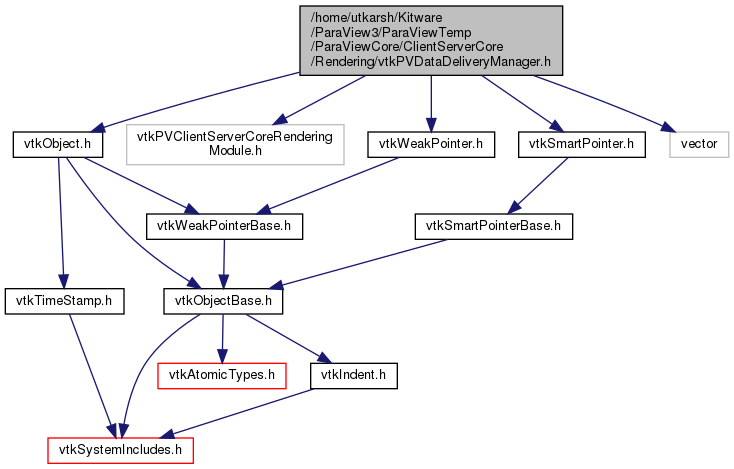 /home/utkarsh/Kitware
/ParaView3/ParaViewTemp
/ParaViewCore/ClientServerCore
/Rendering/vtkPVDataDeliveryManager.h
vtkObject.h
vtkPVClientServerCoreRendering
Module.h
vtkWeakPointer.h
vtkSmartPointer.h
vector
vtkWeakPointerBase.h
vtkSmartPointerBase.h
vtkTimeStamp.h
vtkObjectBase.h
vtkAtomicTypes.h
vtkIndent.h
vtkSystemIncludes.h